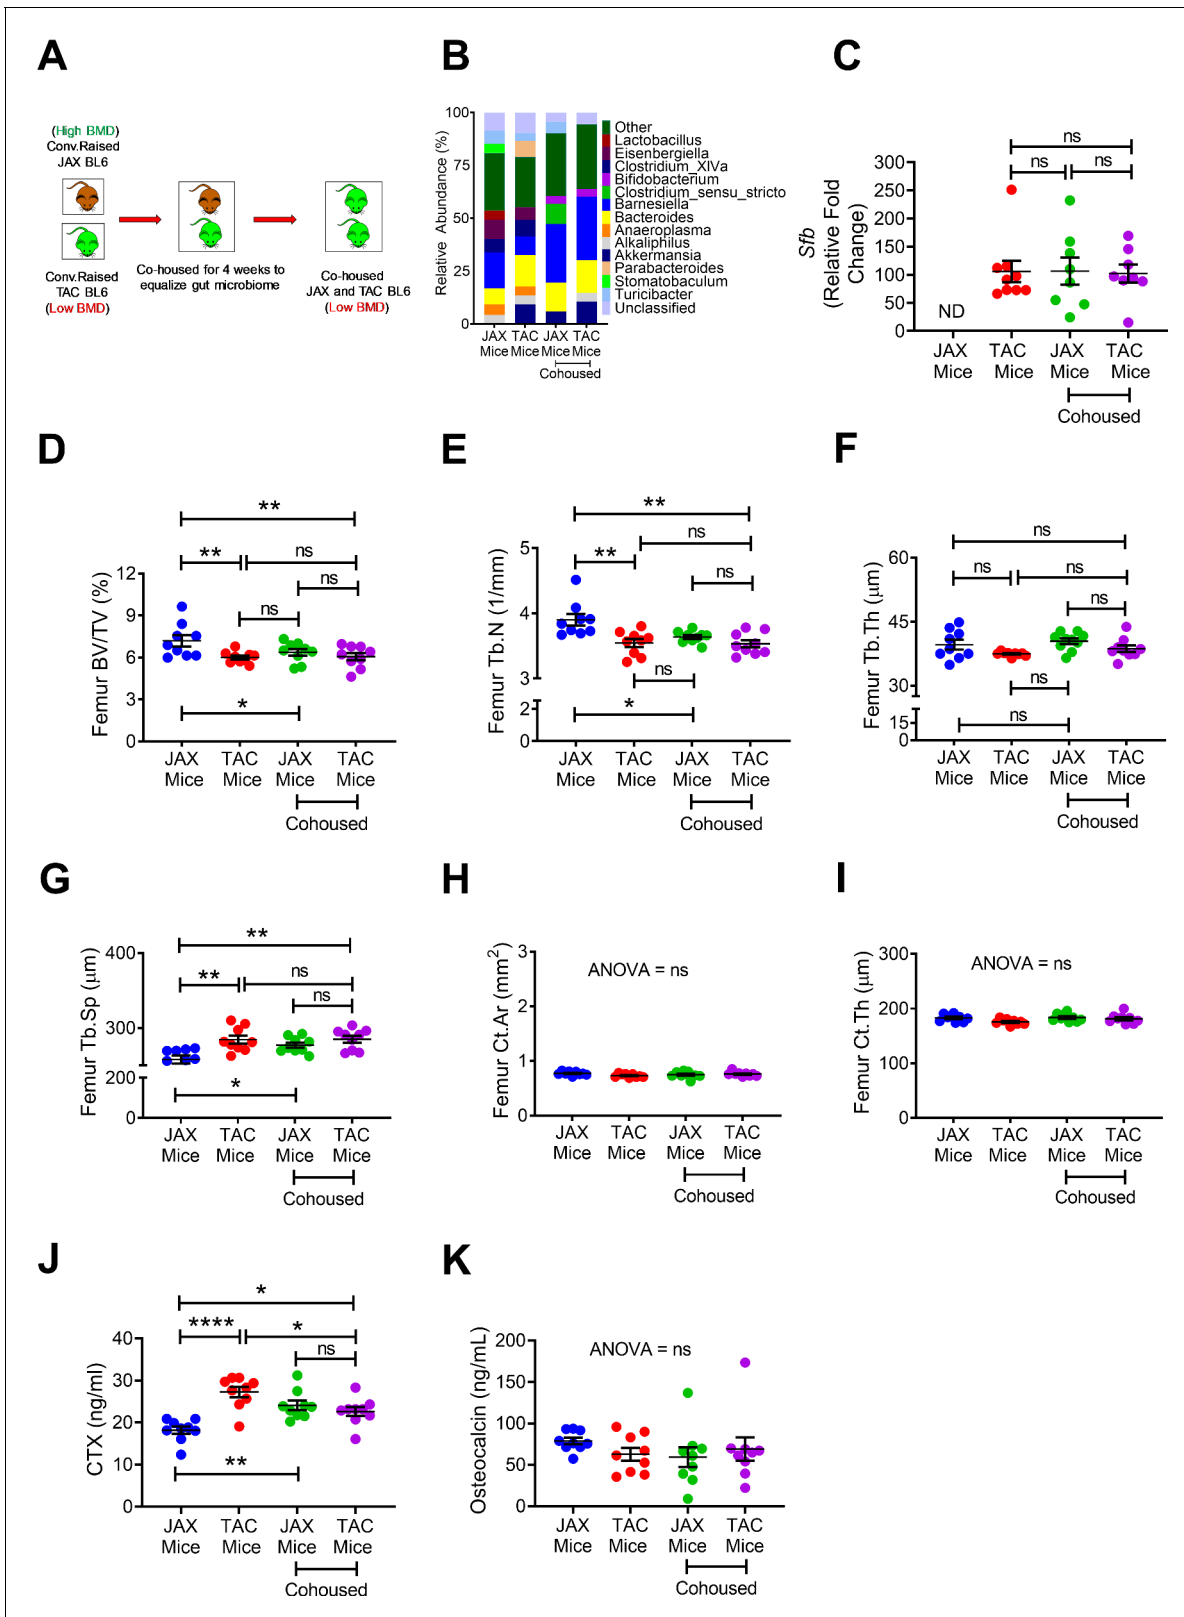 A
(High BMD)
Conv.Raised
JAX BL6
Conv.Raised
TAC BL6
(Low BMD)
Co-housed for 4 weeks to
equalize gut microbiome
Co-housed
JAX and TAC BL6
(Low BMD)
B
Relative Abundance (%)
100
50
25
0
Other
Lactobacillus
Eisenbergiella
Clostridium_XIVa
Bifidobacterium
Clostridium_sensu_stricto
Barnesiella
Bacteroides
Anaeroplasma
Alkaliphilus
Akkermansia
Parabacteroides
Stomatobaculum
Turicibacter
Unclassified
JAX TAC JAX TAC
Mice Mice Mice Mice
Cohoused
C
Sfb
(Relative Fold
Change)
300
250
200
150
100
50
0
ns
ns ns
ND
JAX TAC JAX TAC
Mice Mice Mice Mice
Cohoused
D
Femur BV/TV (%)
12
9
6
3
0
**
** ns
ns
ns
*
JAX TAC JAX TAC
Mice Mice Mice Mice
Cohoused
E
Femur Tb.N (1/mm)
5
4
3
2
0
**
** ns
ns
ns
*
JAX TAC JAX TAC
Mice Mice Mice Mice
Cohoused
F
Femur Tb.Th (μm)
60
45
30
15
0
ns
ns ns
ns
ns
ns
JAX TAC JAX TAC
Mice Mice Mice Mice
Cohoused
G
Femur Tb.Sp (μm)
400
300
200
0
**
** ns
ns
*
JAX TAC JAX TAC
Mice Mice Mice Mice
Cohoused
H
Femur Ct.Ar (mm²)
3
2
1
0
ANOVA = ns
JAX TAC JAX TAC
Mice Mice Mice Mice
Cohoused
I
Femur Ct.Th (μm)
300
200
100
0
ANOVA = ns
JAX TAC JAX TAC
Mice Mice Mice Mice
Cohoused
J
CTX (ng/ml)
40
30
20
10
0
*
**** *
ns
**
JAX TAC JAX TAC
Mice Mice Mice Mice
Cohoused
K
Osteocalcin (ng/mL)
200
150
100
50
0
ANOVA = ns
JAX TAC JAX TAC
Mice Mice Mice Mice
Cohoused